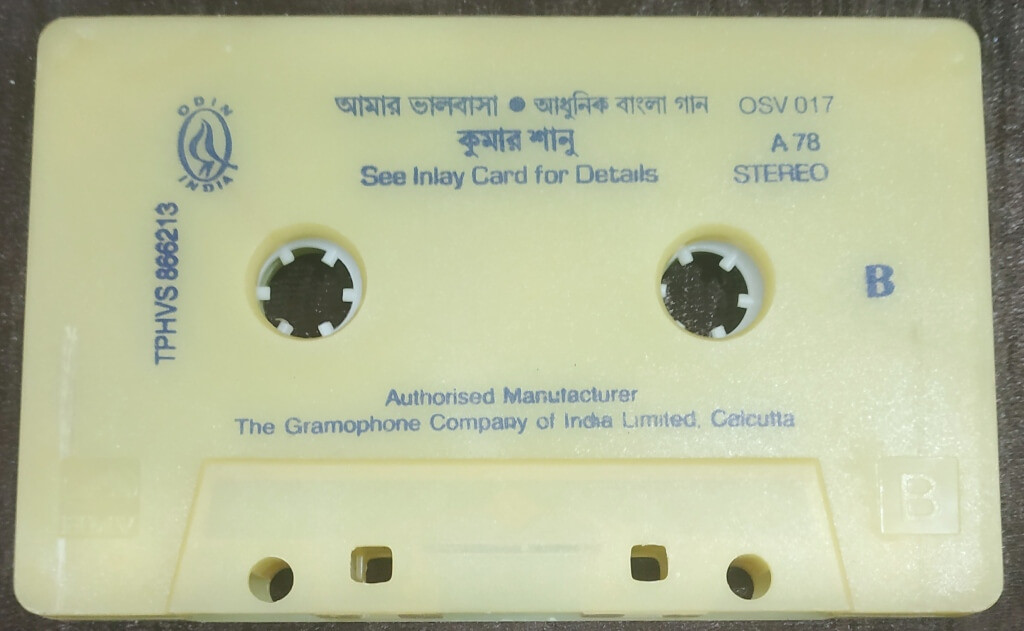 ODIN INDIA
আমার ভালবাসা ● আধুনিক বাংলা গান OSV 017
কুমার শানু A 78
See Inlay Card for Details STEREO
TPHVS 866213
B
Authorised Manufacturer
The Gramophone Company of India Limited, Calcutta
B